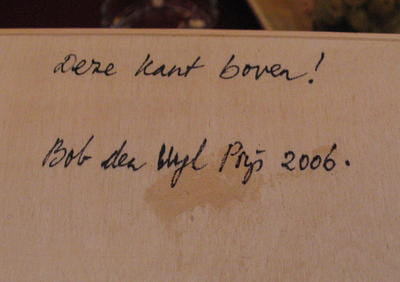 Deze kant boven!
Bob den Uyl Prijs 2006.